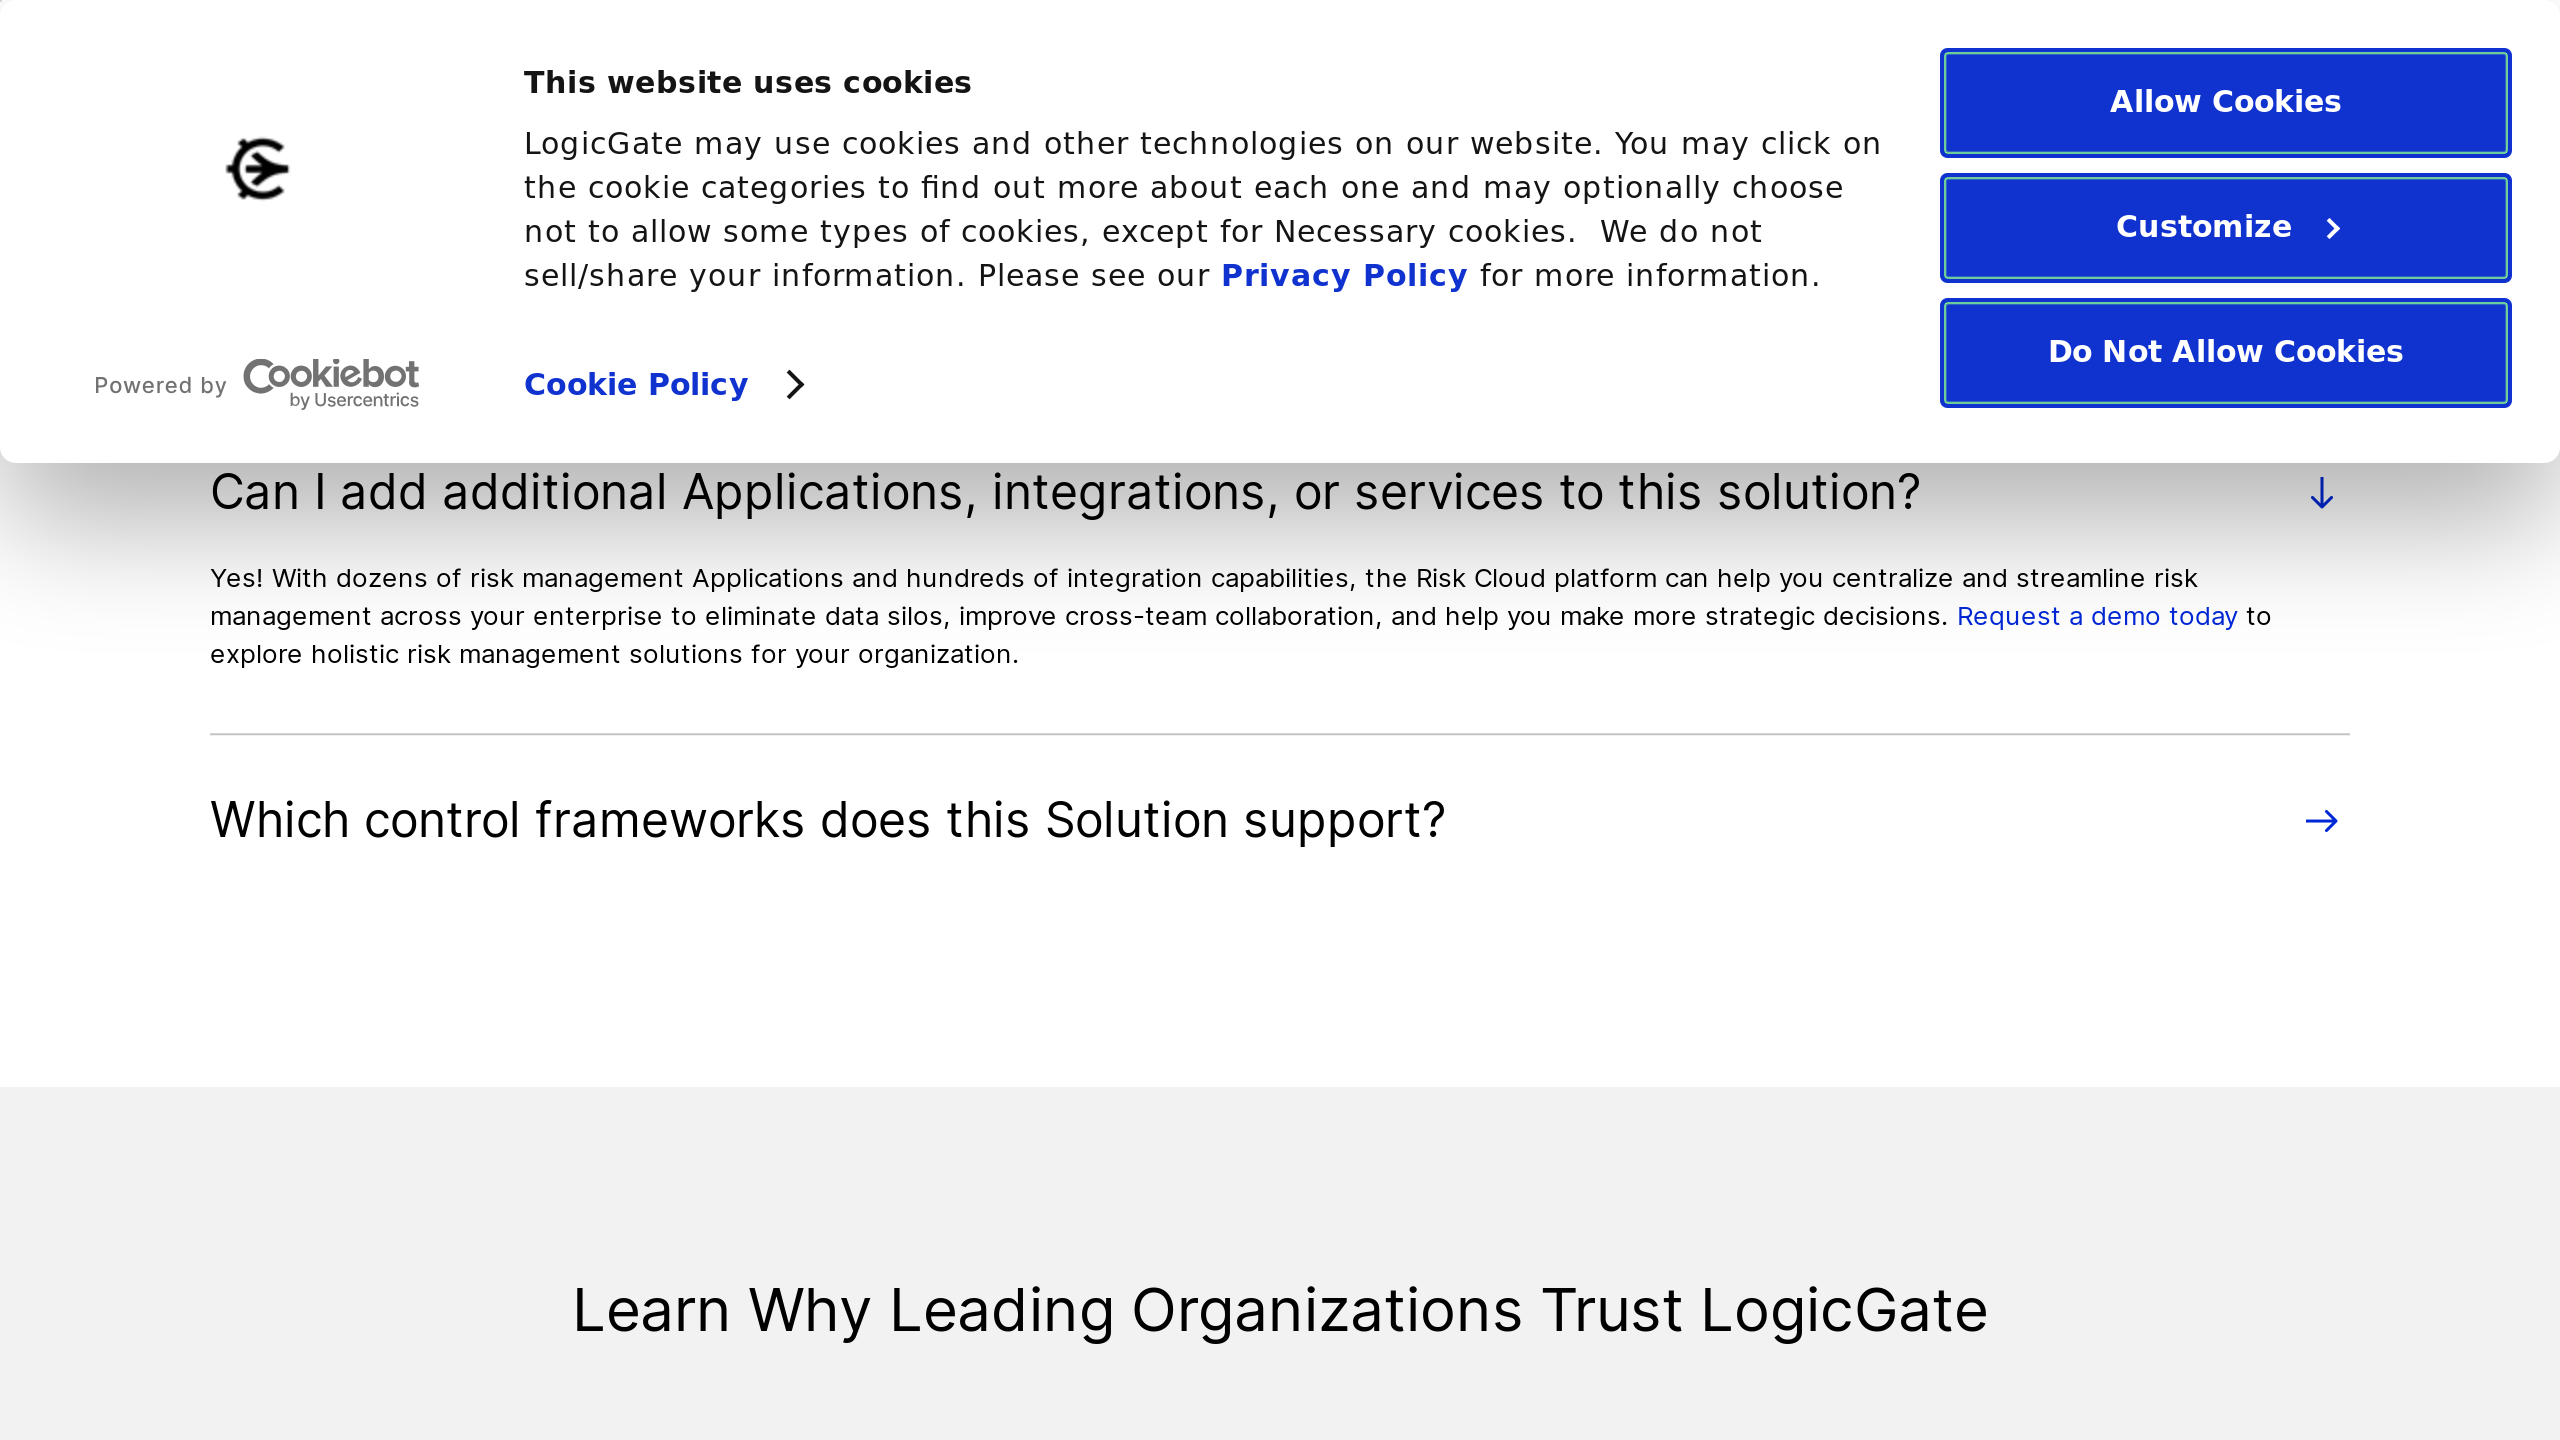 This website uses cookies
LogicGate may use cookies and other technologies on our website. You may click on
the cookie categories to find out more about each one and may optionally choose
not to allow some types of cookies, except for Necessary cookies.  We do not
sell/share your information. Please see our Privacy Policy for more information.
Powered by Cookiebot
by Usercentrics
Cookie Policy
Allow Cookies
Customize
Do Not Allow Cookies
Can I add additional Applications, integrations, or services to this solution?
Yes! With dozens of risk management Applications and hundreds of integration capabilities, the Risk Cloud platform can help you centralize and streamline risk
management across your enterprise to eliminate data silos, improve cross-team collaboration, and help you make more strategic decisions. Request a demo today to
explore holistic risk management solutions for your organization.
Which control frameworks does this Solution support?
Learn Why Leading Organizations Trust LogicGate